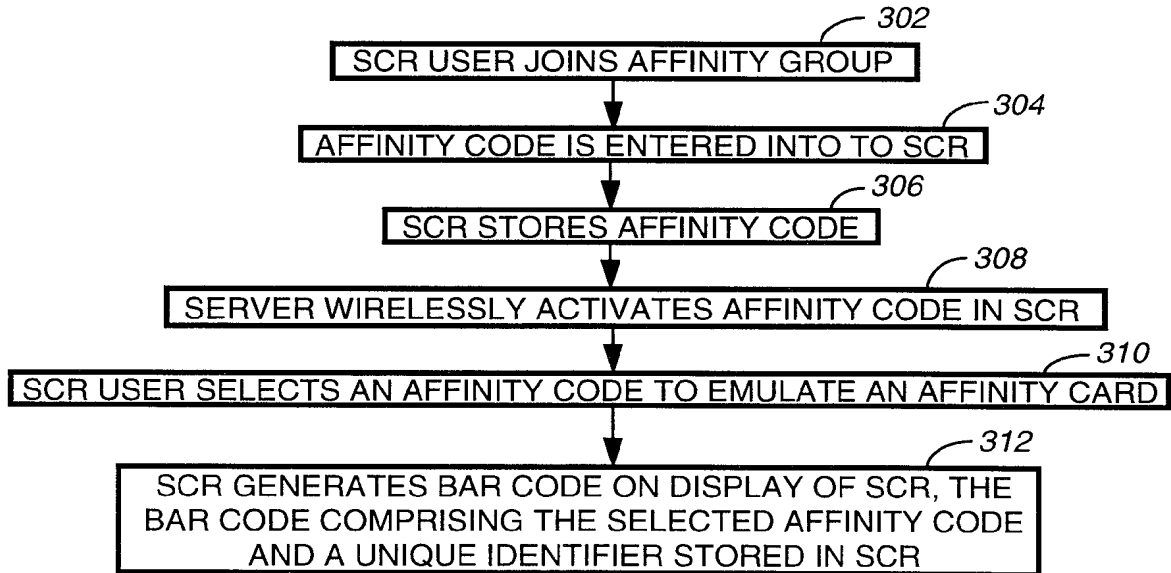 302
SCR USER JOINS AFFINITY GROUP
304
AFFINITY CODE IS ENTERED INTO TO SCR
306
SCR STORES AFFINITY CODE
308
SERVER WIRELESSLY ACTIVATES AFFINITY CODE IN SCR
310
SCR USER SELECTS AN AFFINITY CODE TO EMULATE AN AFFINITY CARD
312
SCR GENERATES BAR CODE ON DISPLAY OF SCR, THE
BAR CODE COMPRISING THE SELECTED AFFINITY CODE
AND A UNIQUE IDENTIFIER STORED IN SCR